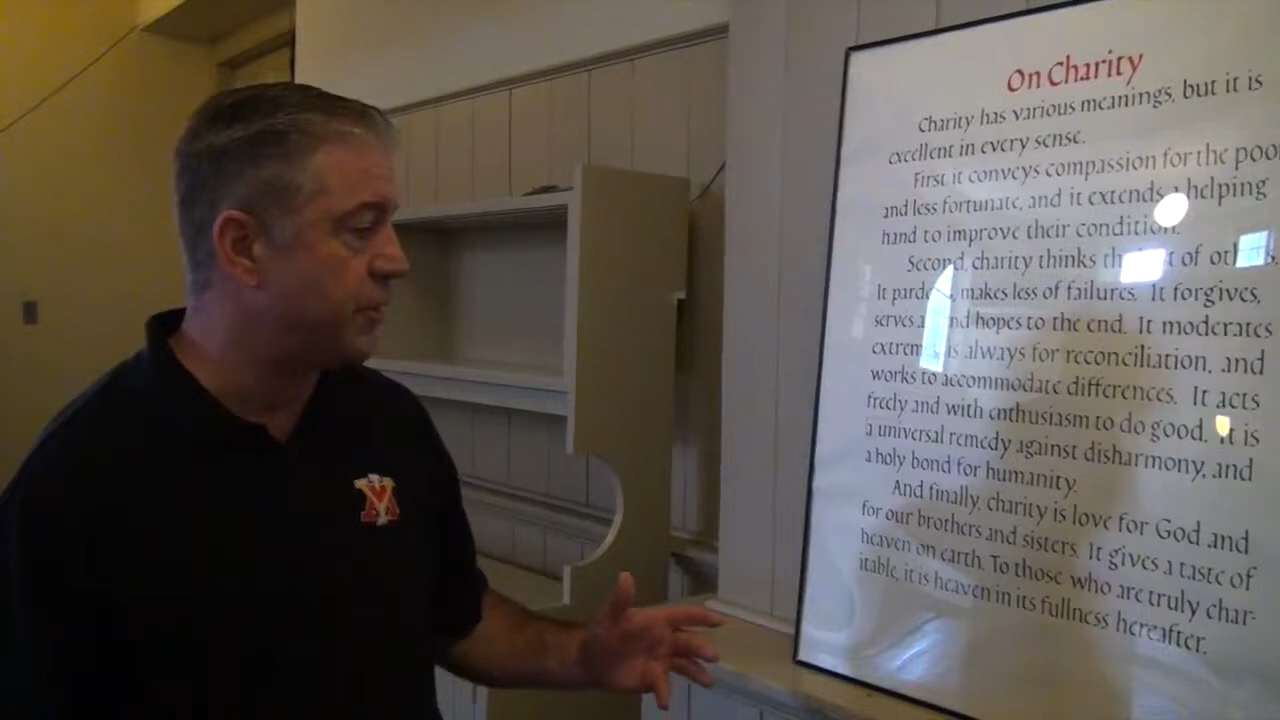 On Charity
Charity has various meanings, but it is
excellent in every sense.
First it conveys compassion for the poor
and less fortunate, and it extends a helping
hand to improve their condition.
Second, charity thinks the of others.
It makes less of failures. It forgives,
serves and hopes to the end. It moderates
is always for reconciliation, and
works to accommodate differences. It acts
freely and with enthusiasm to do good. It is
a universal remedy against disharmony, and
a holy bond for humanity.
And finally, charity is love for God and
for our brothers and sisters. It gives a taste of
heaven on earth. To those who are truly char-
itable, it is heaven in its fullness hereafter.